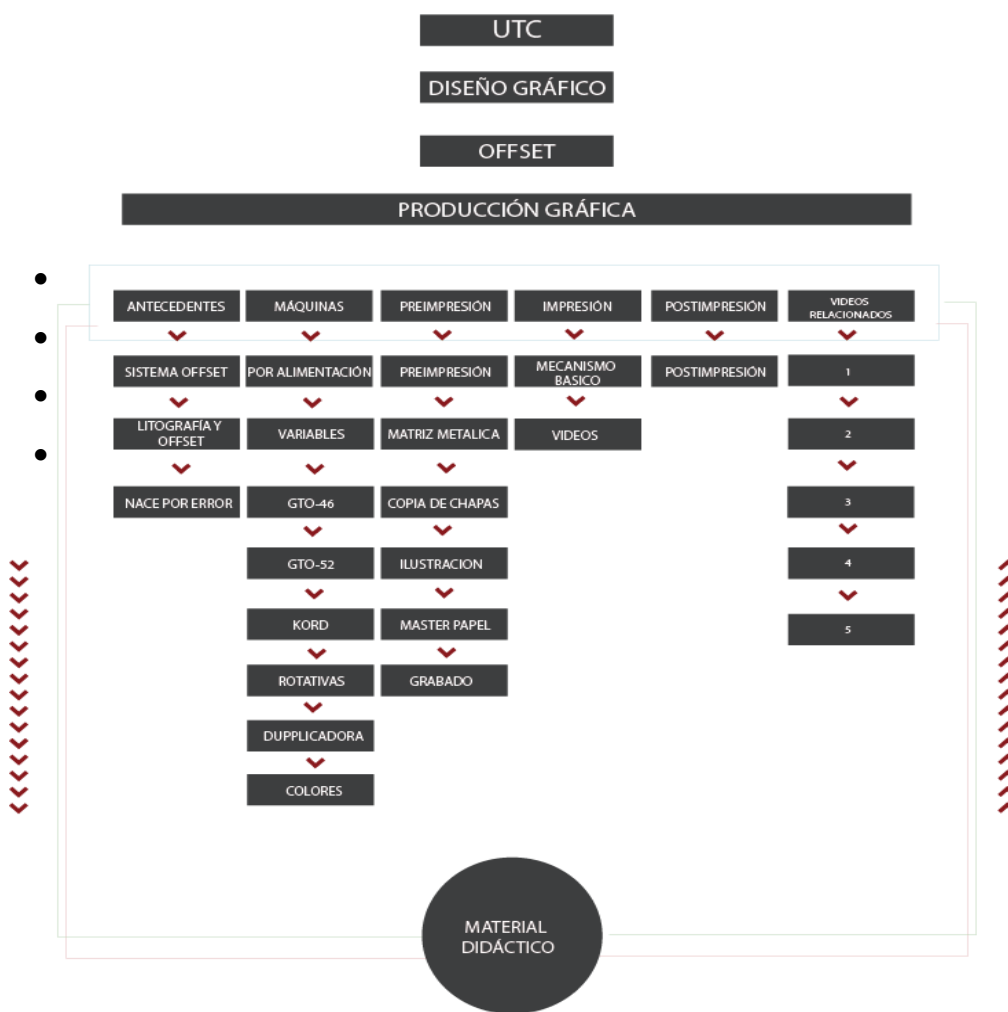 UTC
DISEÑO GRÁFICO
OFFSET
PRODUCCIÓN GRÁFICA
ANTECEDENTES
MÁQUINAS
PREIMPRESIÓN
IMPRESIÓN
POSTIMPRESIÓN
VIDEOS
RELACIONADOS
SISTEMA OFFSET
POR ALIMENTACIÓN
PREIMPRESIÓN
MECANISMO
BASICO
POSTIMPRESIÓN
1
LITOGRAFÍA Y
OFFSET
VARIABLES
MATRIZ METALICA
VIDEOS
2
NACE POR ERROR
GTO-46
COPIA DE CHAPAS
3
GTO-52
ILUSTRACION
4
KORD
MASTER PAPEL
5
ROTATIVAS
GRABADO
DUPPLICADORA
COLORES
MATERIAL
DIDÁCTICO